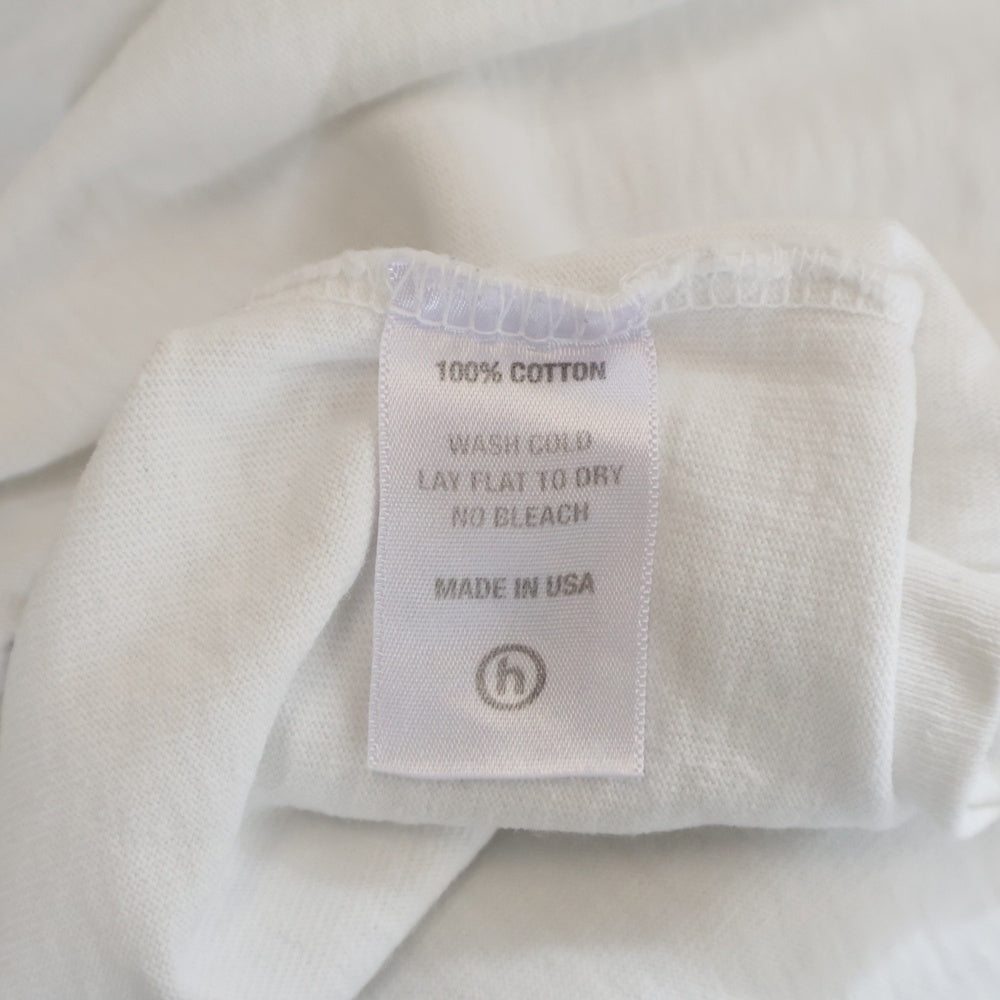 100% COTTON
WASH COLD
LAY FLAT TO DRY
NO BLEACH
MADE IN USA
h